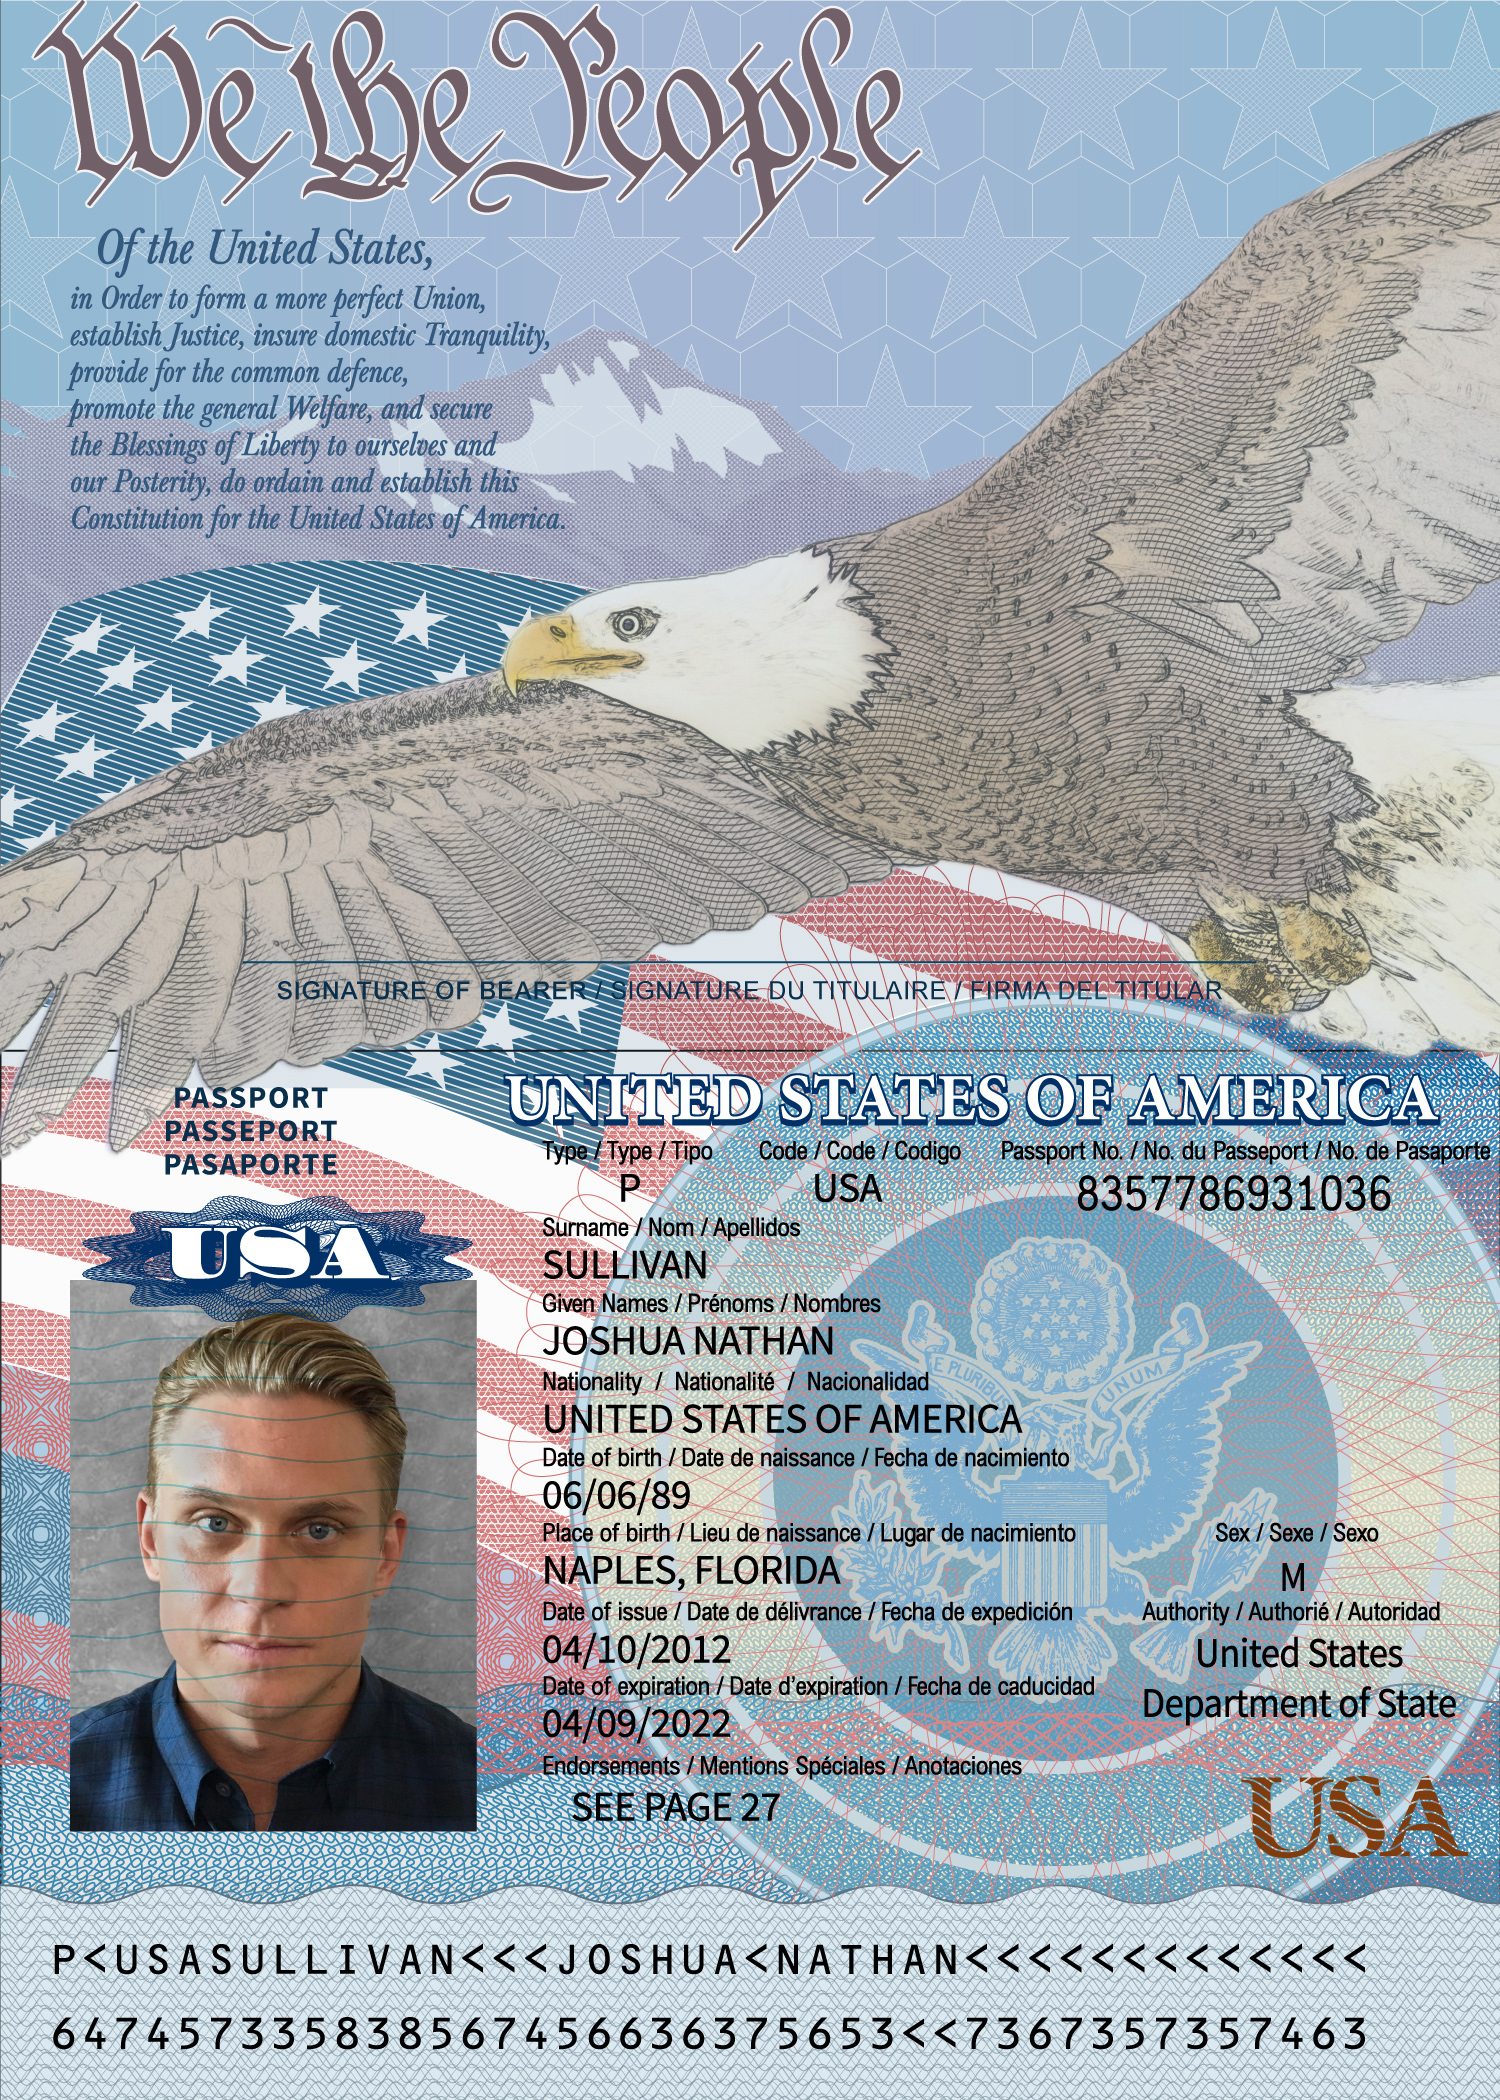 We the People
Of the United States,
in Order to form a more perfect Union,
establish Justice, insure domestic Tranquility,
provide for the common defence,
promote the general Welfare, and secure
the Blessings of Liberty to ourselves and
our Posterity, do ordain and establish this
Constitution for the United States of America.
SIGNATURE OF BEARER / SIGNATURE DU TITULAIRE / FIRMA DEL TITULAR
PASSPORT
PASSEPORT
PASAPORTE
USA
UNITED STATES OF AMERICA
Type / Type / Tipo Code / Code / Codigo Passport No. / No. du Passeport / No. de Pasaporte
P USA 8357786931036
Surname / Nom / Apellidos
SULLIVAN
Given Names / Prénoms / Nombres
JOSHUA NATHAN
Nationality / Nationalité / Nacionalidad
UNITED STATES OF AMERICA
E PLURIBUS UNUM
Date of birth / Date de naissance / Fecha de nacimiento
06/06/89
Place of birth / Lieu de naissance / Lugar de nacimiento Sex / Sexe / Sexo
NAPLES, FLORIDA M
Date of issue / Date de délivrance / Fecha de expedición Authority / Authorié / Autoridad
04/10/2012 United States
Date of expiration / Date d'expiration / Fecha de caducidad Department of State
04/09/2022
Endorsements / Mentions Spéciales / Anotaciones
SEE PAGE 27
USA
P<USASULLIVAN<<<JOSHUA<NATHAN<<<<<<<<<<<<<
647457335838567456636375653<<7367357357463